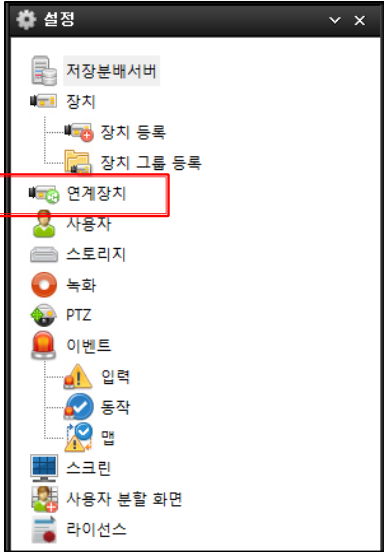 설정
저장분배서버
장치
장치 등록
장치 그룹 등록
연계장치
사용자
스토리지
녹화
PTZ
이벤트
입력
동작
맵
스크린
사용자 분할 화면
라이선스